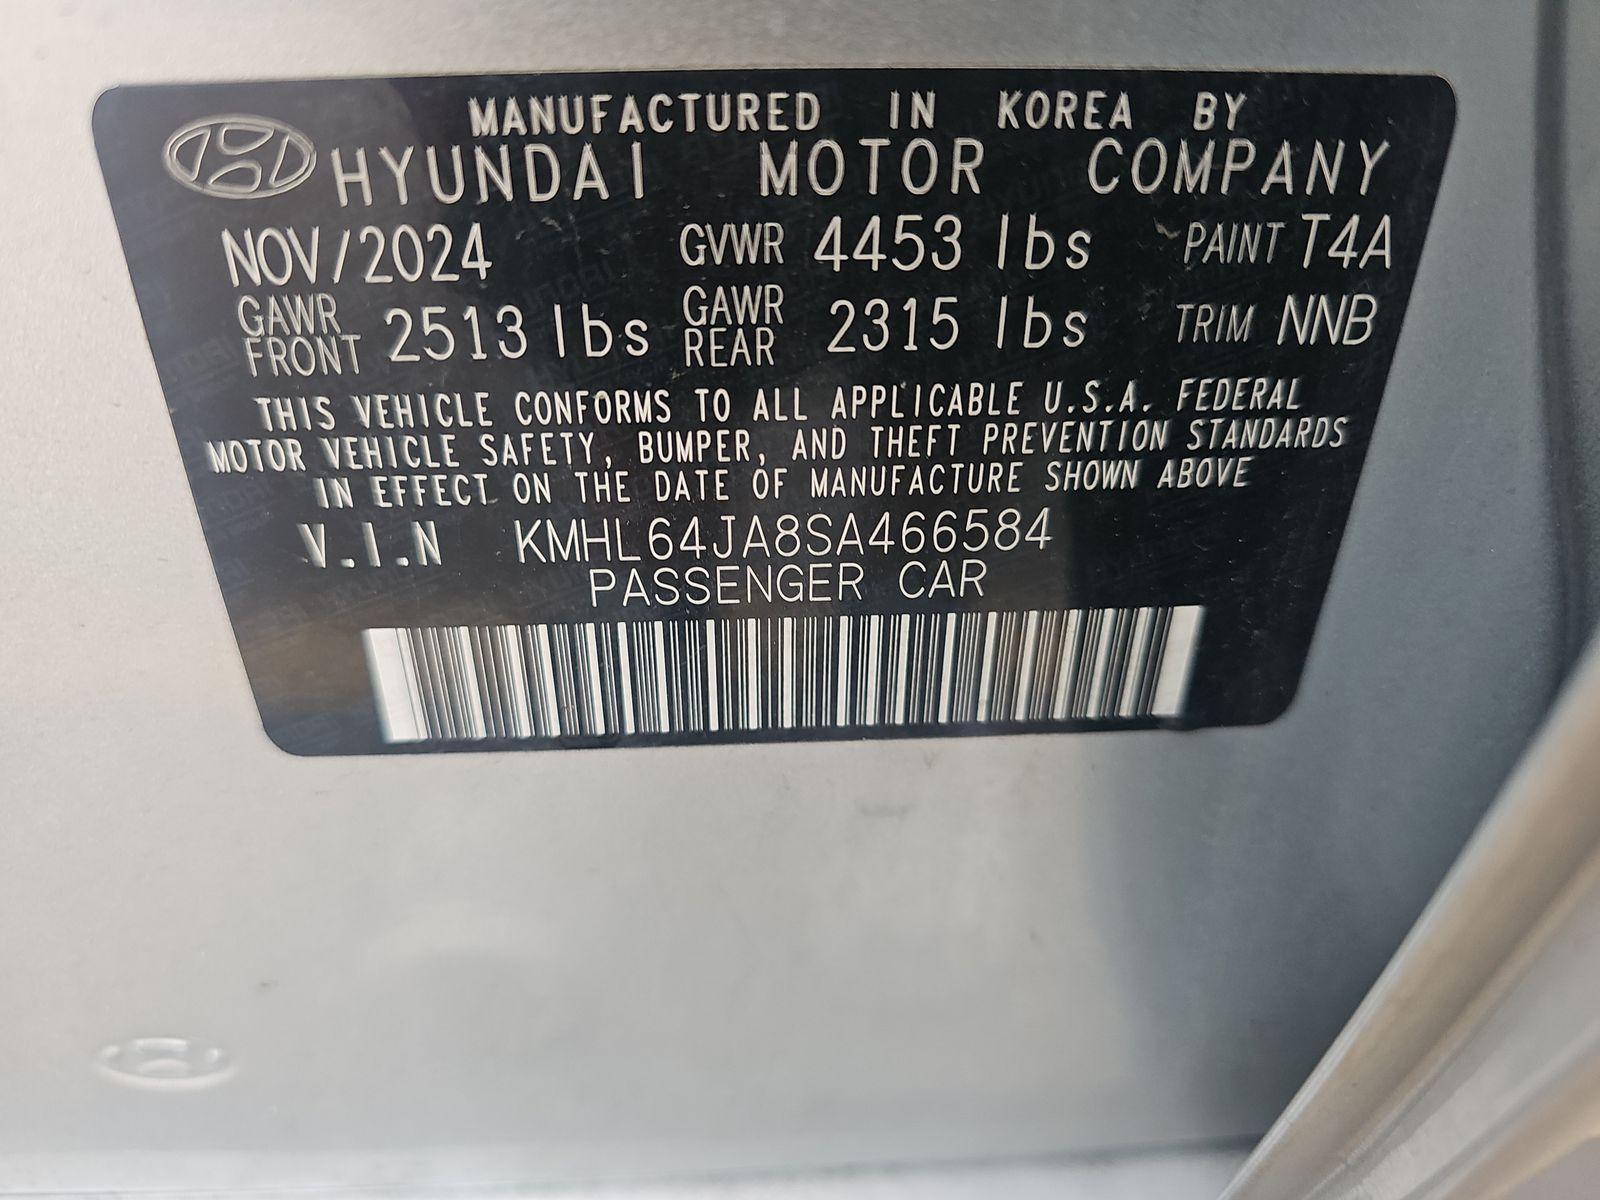 MANUFACTURED IN KOREA BY
HYUNDAI MOTOR COMPANY
NOV/2024 GVWR 4453 lbs PAINT T4A
GAWR FRONT 2513 lbs GAWR REAR 2315 lbs TRIM NNB
THIS VEHICLE CONFORMS TO ALL APPLICABLE U.S.A. FEDERAL
MOTOR VEHICLE SAFETY, BUMPER, AND THEFT PREVENTION STANDARDS
IN EFFECT ON THE DATE OF MANUFACTURE SHOWN ABOVE
V.I.N KMHL64JA8SA466584
PASSENGER CAR